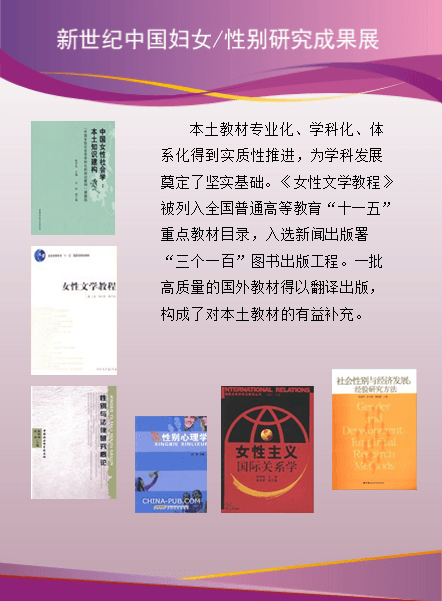 新世纪中国妇女/性别研究成果展
本土教材专业化、学科化、体
系化得到实质性推进，为学科发展
奠定了坚实基础。《女性文学教程》
被列入全国普通高等教育“十一五”
重点教材目录，入选新闻出版署
“三个一百”图书出版工程。一批
高质量的国外教材得以翻译出版，
构成了对本土教材的有益补充。
中国女性社会学：
本土知识建构
女性文学教程
性别与法律研究概论
性别心理学
XINGBIE XINLIXUE
CHINA-PUB.COM
INTERNATIONAL RELATIONS
女性主义
国际关系学
社会性别与经济发展：
经验研究方法
Gender
and
Development:
Empirical
Research
Methods